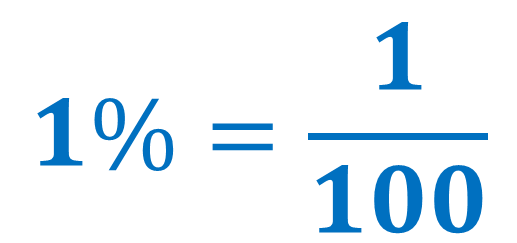 1% = 1/100